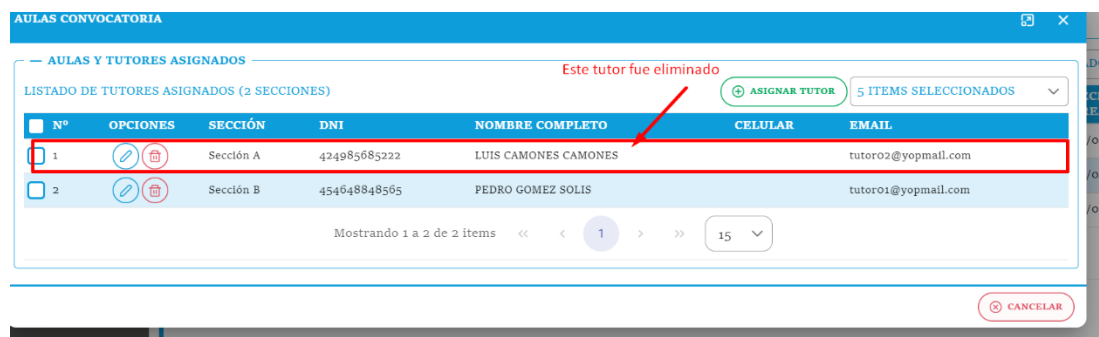 AULAS CONVOCATORIA
— AULAS Y TUTORES ASIGNADOS
Este tutor fue eliminado
LISTADO DE TUTORES ASIGNADOS (2 SECCIONES)
ASIGNAR TUTOR
5 ITEMS SELECCIONADOS
Nº OPCIONES SECCIÓN DNI NOMBRE COMPLETO CELULAR EMAIL
1 Sección A 424985685222 LUIS CAMONES CAMONES tutor02@yopmail.com
2 Sección B 454648848565 PEDRO GOMEZ SOLIS tutor01@yopmail.com
Mostrando 1 a 2 de 2 items << < 1 > >> 15
CANCELAR